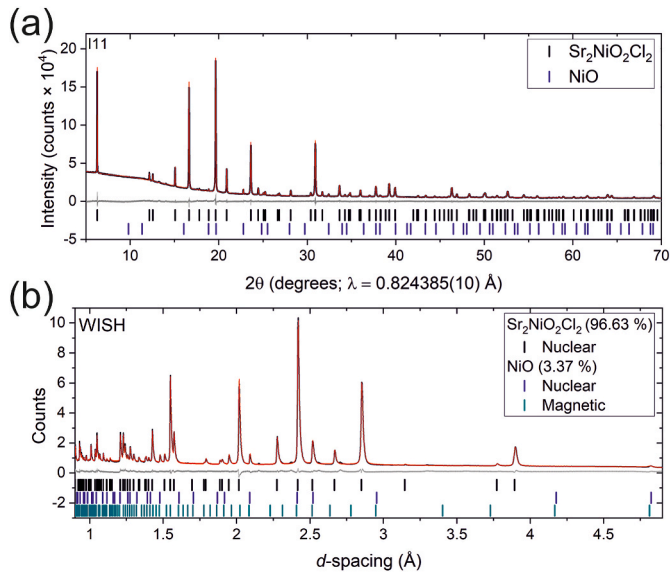 (a)
I11
Sr₂NiO₂Cl₂
NiO
Intensity (counts × 10⁴)
20
15
10
5
0
-5
10 20 30 40 50 60 70
2θ (degrees; λ = 0.824385(10) Å)
(b)
WISH
Sr₂NiO₂Cl₂ (96.63 %)
Nuclear
NiO (3.37 %)
Nuclear
Magnetic
Counts
10
8
6
4
2
0
-2
1 1.5 2 2.5 3 3.5 4 4.5
d-spacing (Å)